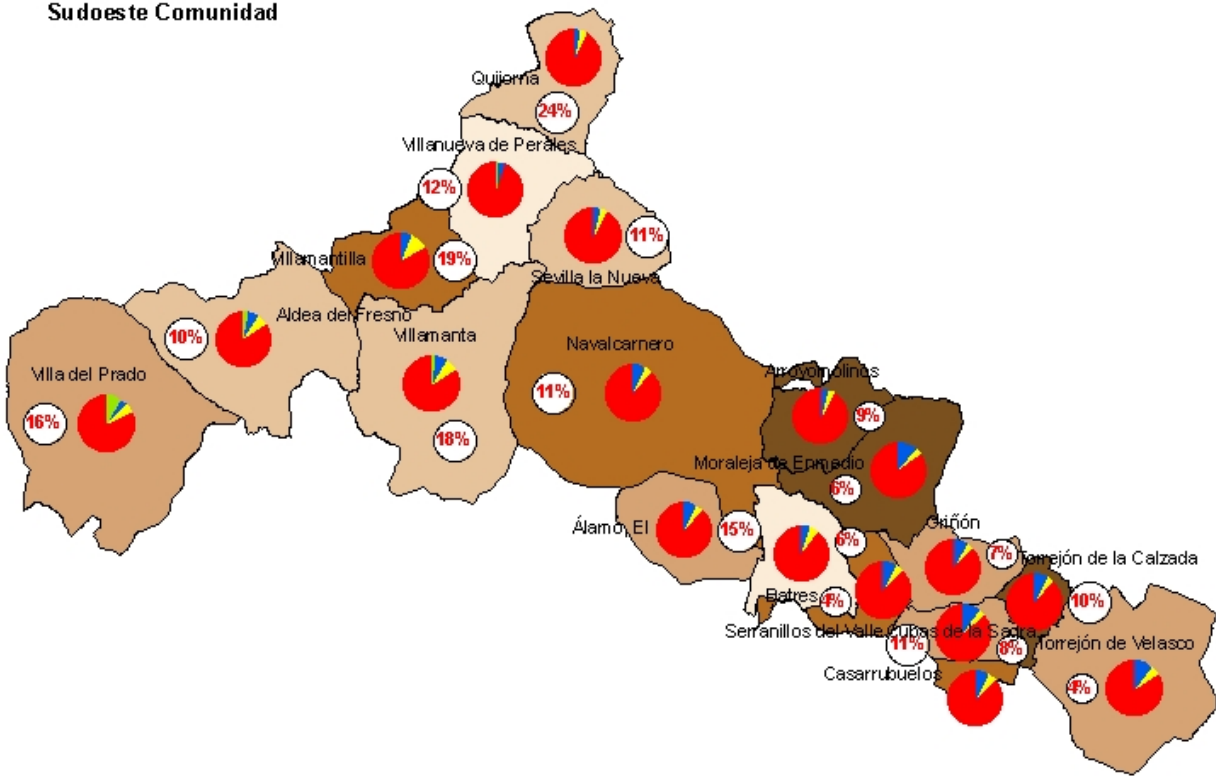 Sudoeste Comunidad
Quijorna
24%
Villanueva de Perales
12%
11%
Villamantilla
19%
Sevilla la Nueva
Aldea del Fresno
10%
Villamanta
Navalcarnero
Villa del Prado
Arroyomolinos
11%
9%
16%
18%
Moraleja de Enmedio
6%
Álamo, El
15%
Griñón
6%
7%
Torrejón de la Calzada
Batres
4%
10%
Serranillos del Valle
Cubas de la Sagra
11%
8%
Torrejón de Velasco
Casarrubuelos
4%